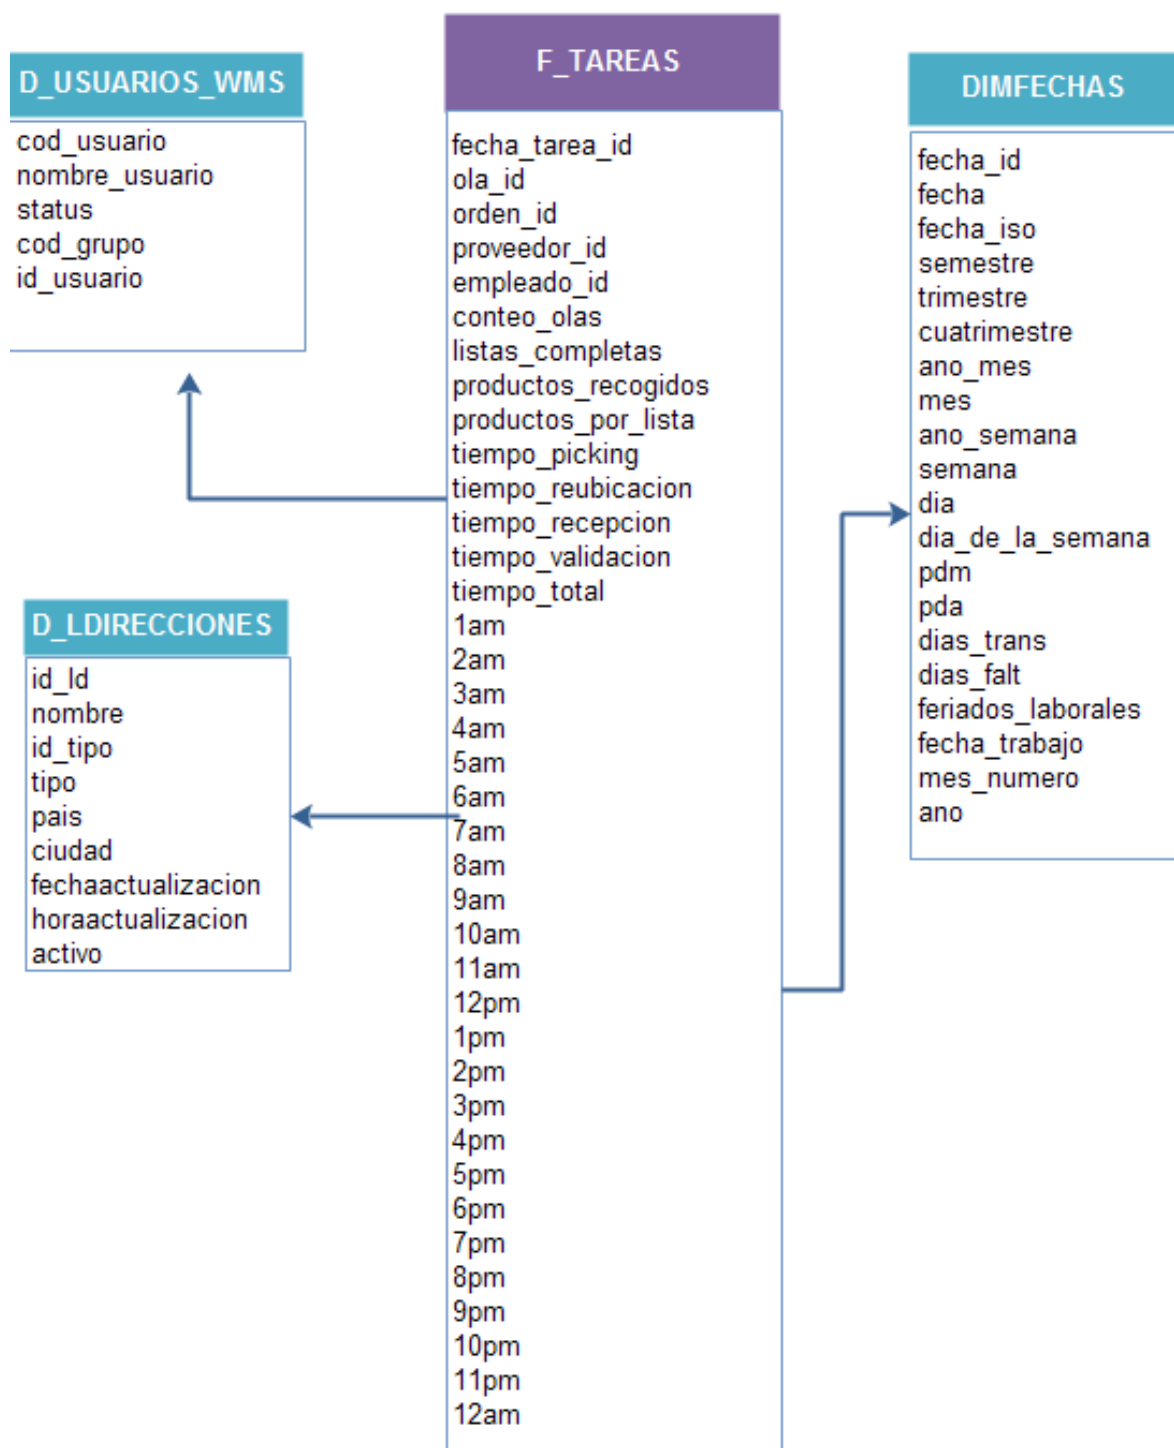 D_USUARIOS_WMS
cod_usuario
nombre_usuario
status
cod_grupo
id_usuario
D_LDIRECCIONES
id_ld
nombre
id_tipo
tipo
pais
ciudad
fechaactualizacion
horaactualizacion
activo
F_TAREAS
fecha_tarea_id
ola_id
orden_id
proveedor_id
empleado_id
conteo_olas
listas_completas
productos_recogidos
productos_por_lista
tiempo_picking
tiempo_reubicacion
tiempo_recepcion
tiempo_validacion
tiempo_total
1am
2am
3am
4am
5am
6am
7am
8am
9am
10am
11am
12pm
1pm
2pm
3pm
4pm
5pm
6pm
7pm
8pm
9pm
10pm
11pm
12am
DIMFECHAS
fecha_id
fecha
fecha_iso
semestre
trimestre
cuatrimestre
ano_mes
mes
ano_semana
semana
dia
dia_de_la_semana
pdm
pda
dias_trans
dias_falt
feriados_laborales
fecha_trabajo
mes_numero
ano